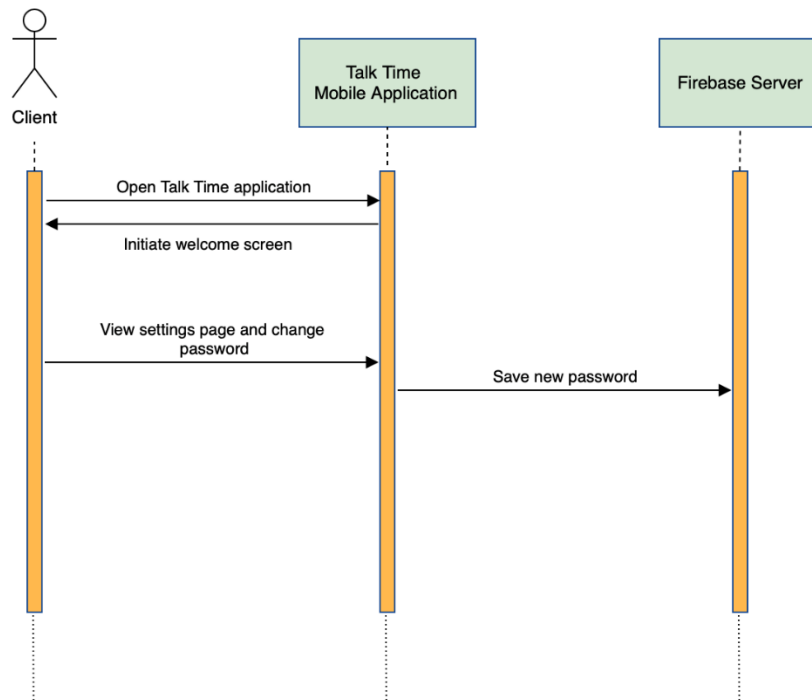 Talk Time
Mobile Application
Firebase Server
Client
Open Talk Time application
Initiate welcome screen
View settings page and change
password
Save new password